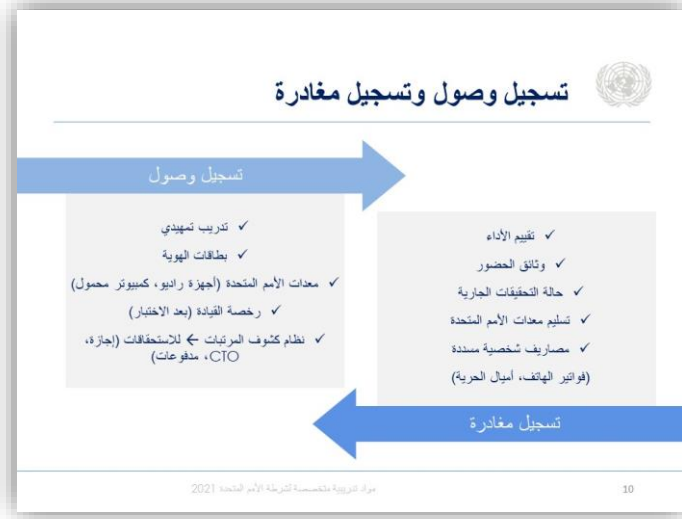 تسجيل وصول وتسجيل مغادرة
تسجيل وصول
✓ تدريب تمهيدي
✓ بطاقات الهوية
✓ معدات الأمم المتحدة (أجهزة راديو، كمبيوتر محمول)
✓ رخصة القيادة (بعد الاختبار)
✓ نظام كشوف المرتبات ← للاستحقاقات (إجازة،
CTO، مدفوعات)
✓ تقييم الأداء
✓ وثائق الحضور
✓ حالة التحقيقات الجارية
✓ تسليم معدات الأمم المتحدة
✓ مصاريف شخصية مسددة
(فواتير الهاتف، أميال الحرية)
تسجيل مغادرة
مواد تدريبية متخصصة لشرطة الأمم المتحدة 2021
10